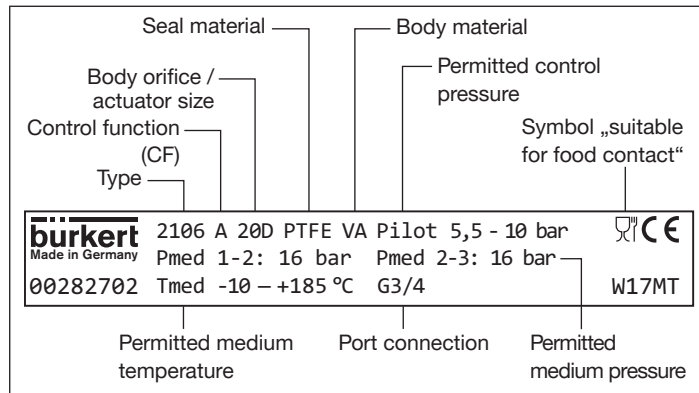 Seal material
Body material
Body orifice /
actuator size
Permitted control
pressure
Control function
(CF)
Symbol „suitable
for food contact“
Type
burkert
Made in Germany
2106 A 20D PTFE VA Pilot 5,5 - 10 bar
CE
Pmed 1-2: 16 bar Pmed 2-3: 16 bar
00282702 Tmed -10 – +185 °C G3/4 W17MT
Permitted medium
temperature
Port connection
Permitted
medium pressure